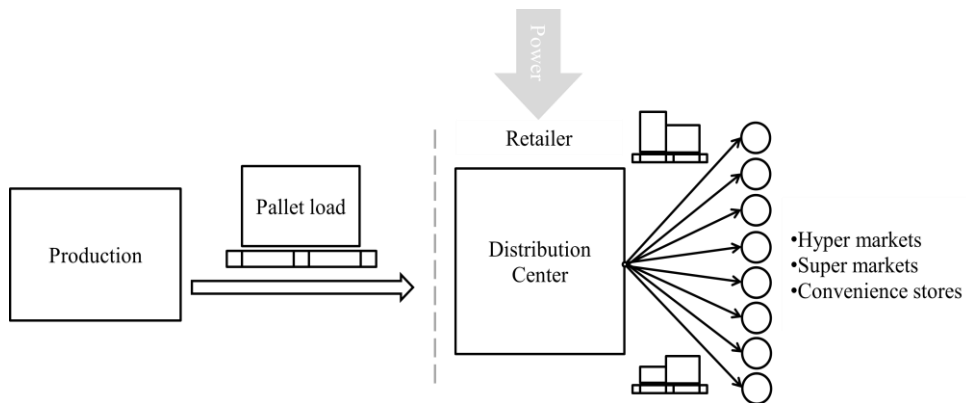 Power
Retailer
Pallet load
Production
Distribution
Center
•Hyper markets
•Super markets
•Convenience stores